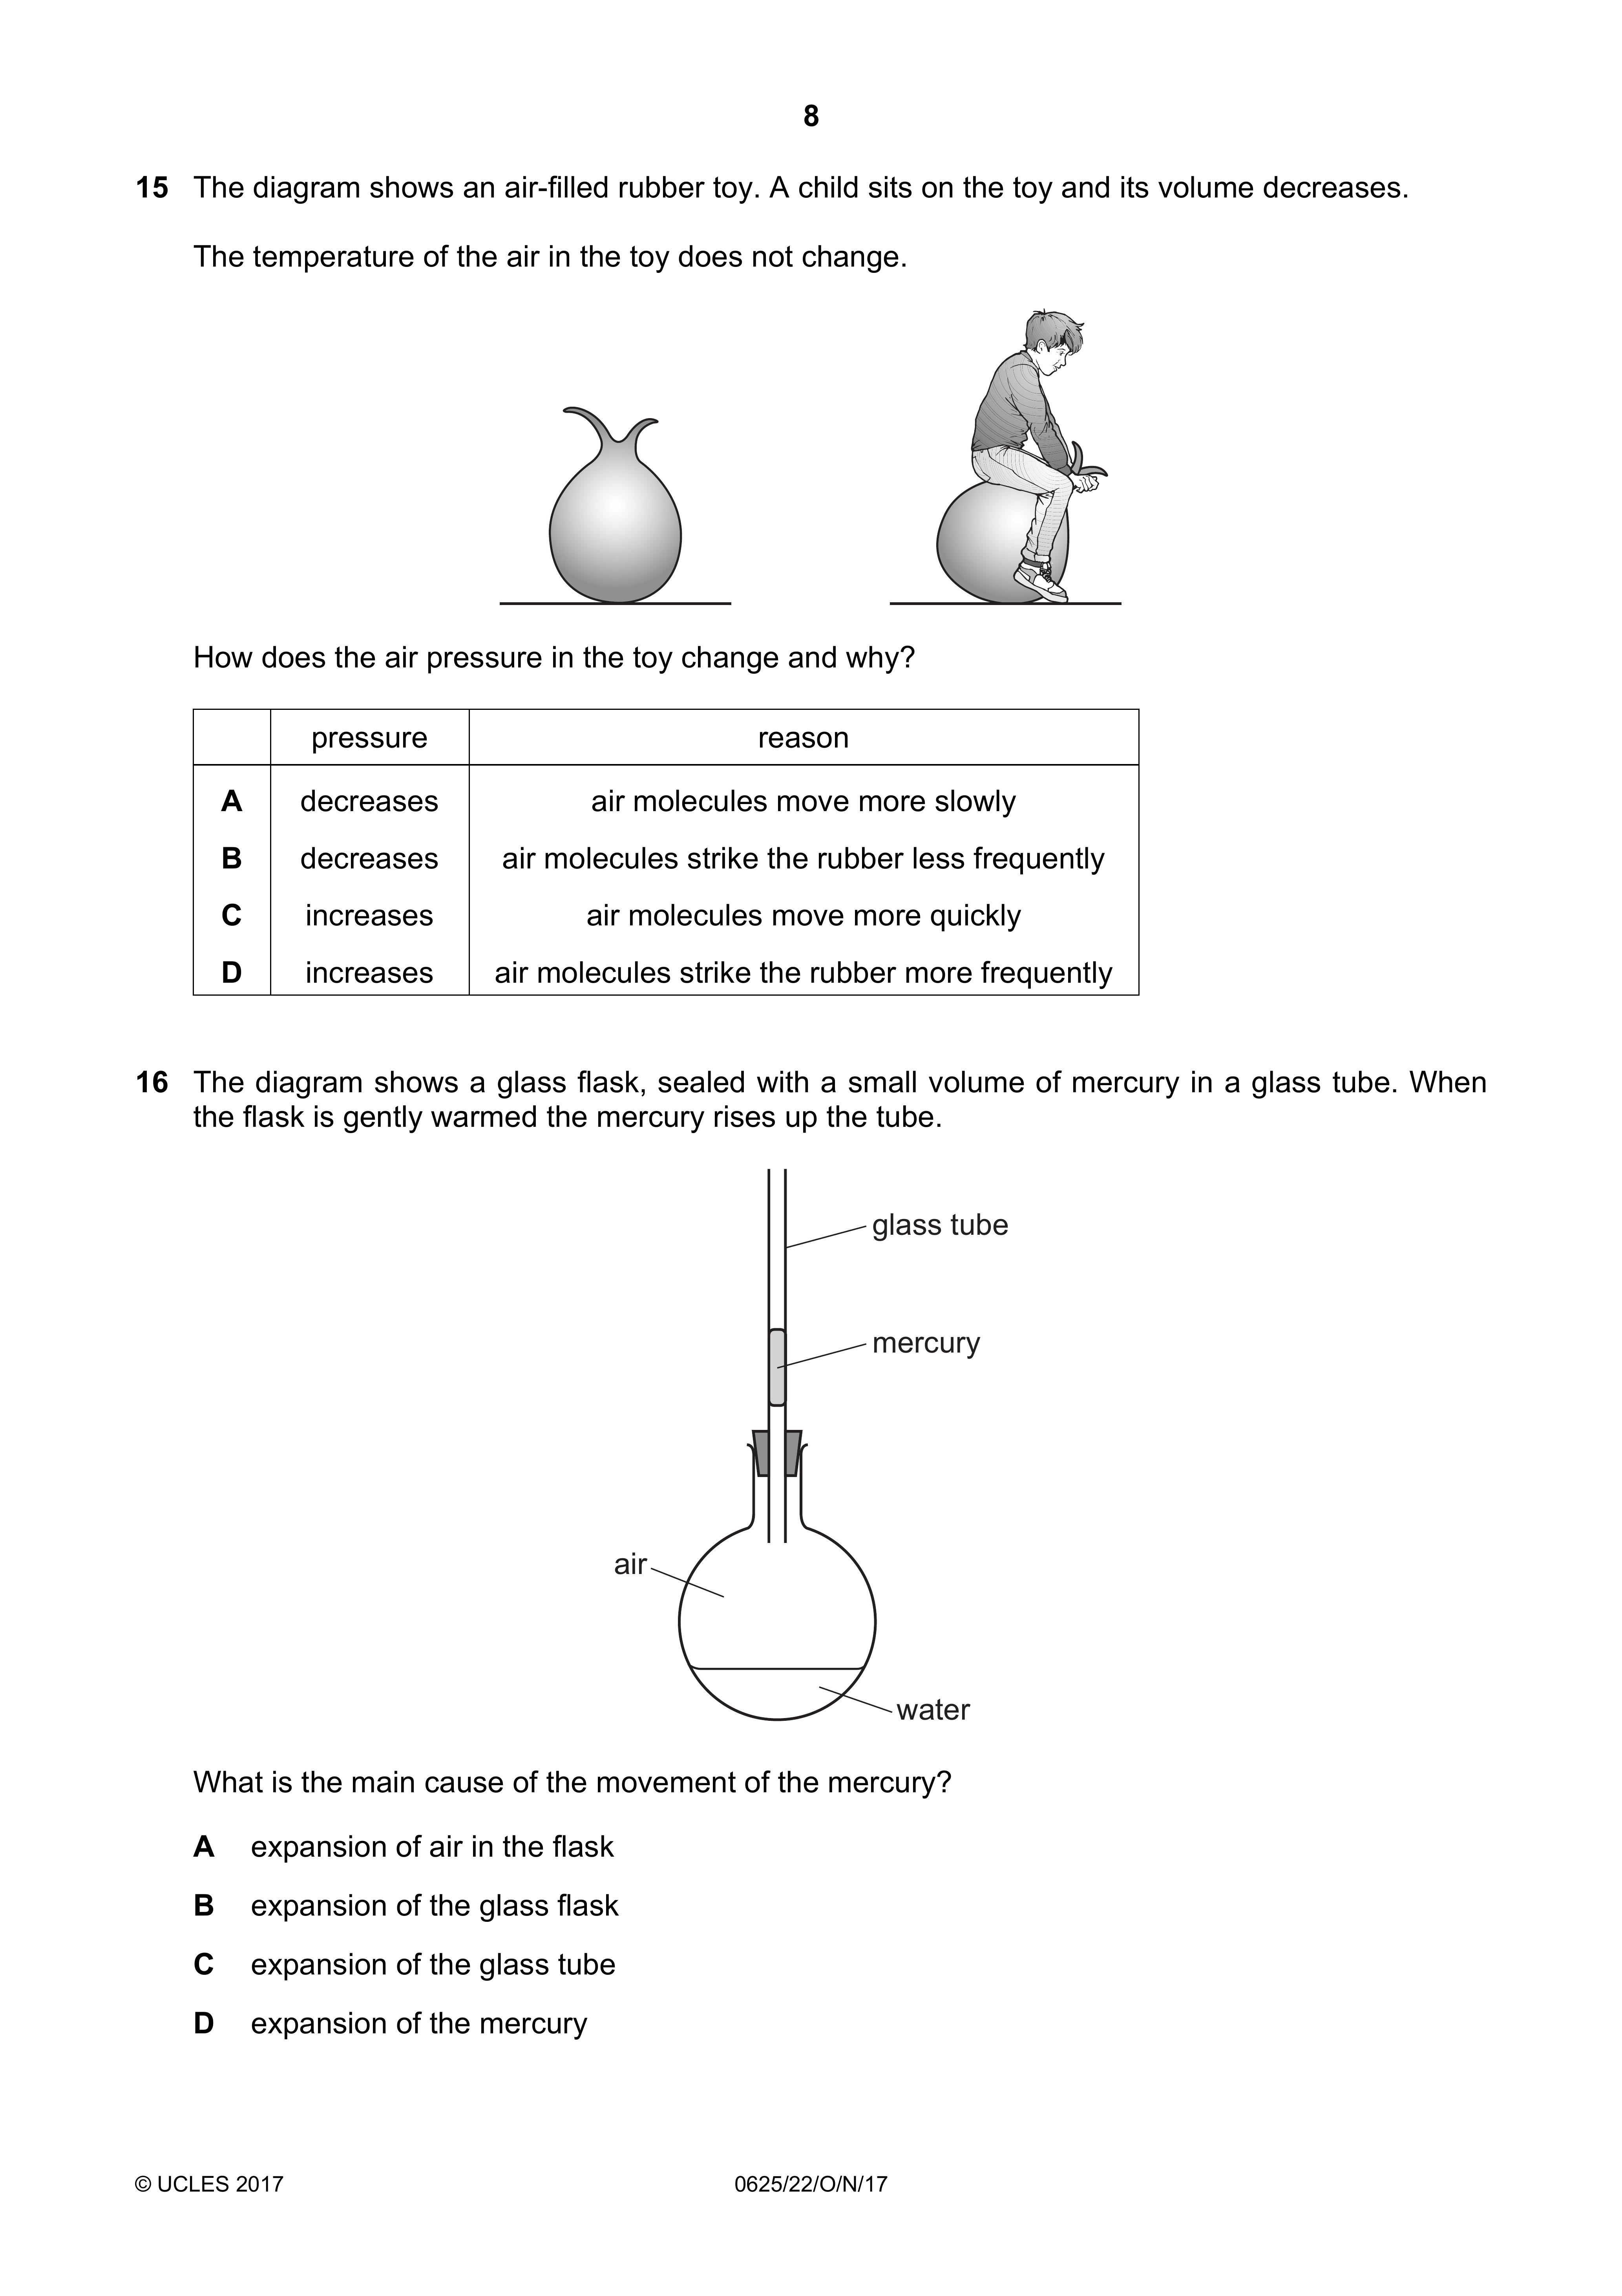 8
15 The diagram shows an air-filled rubber toy. A child sits on the toy and its volume decreases.
The temperature of the air in the toy does not change.
How does the air pressure in the toy change and why?
pressure reason
A decreases air molecules move more slowly
B decreases air molecules strike the rubber less frequently
C increases air molecules move more quickly
D increases air molecules strike the rubber more frequently
16 The diagram shows a glass flask, sealed with a small volume of mercury in a glass tube. When
the flask is gently warmed the mercury rises up the tube.
glass tube
mercury
air
water
What is the main cause of the movement of the mercury?
A expansion of air in the flask
B expansion of the glass flask
C expansion of the glass tube
D expansion of the mercury
© UCLES 2017 0625/22/O/N/17